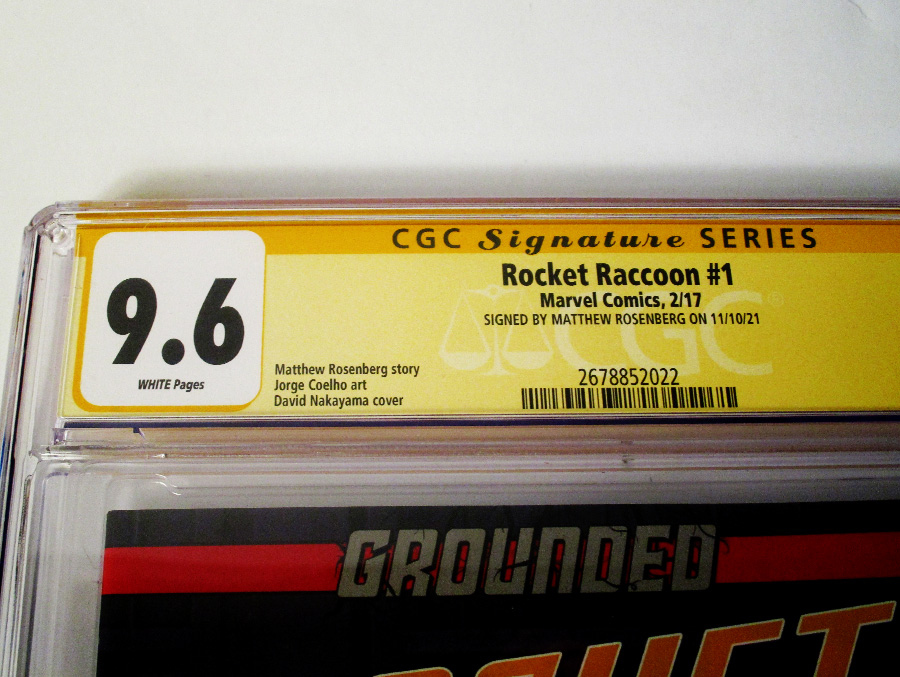 CGC Signature SERIES
Rocket Raccoon #1
Marvel Comics, 2/17
SIGNED BY MATTHEW ROSENBERG ON 11/10/21
9.6
WHITE Pages
Matthew Rosenberg story
Jorge Coelho art
David Nakayama cover
CGC
2678852022
GROUNDED